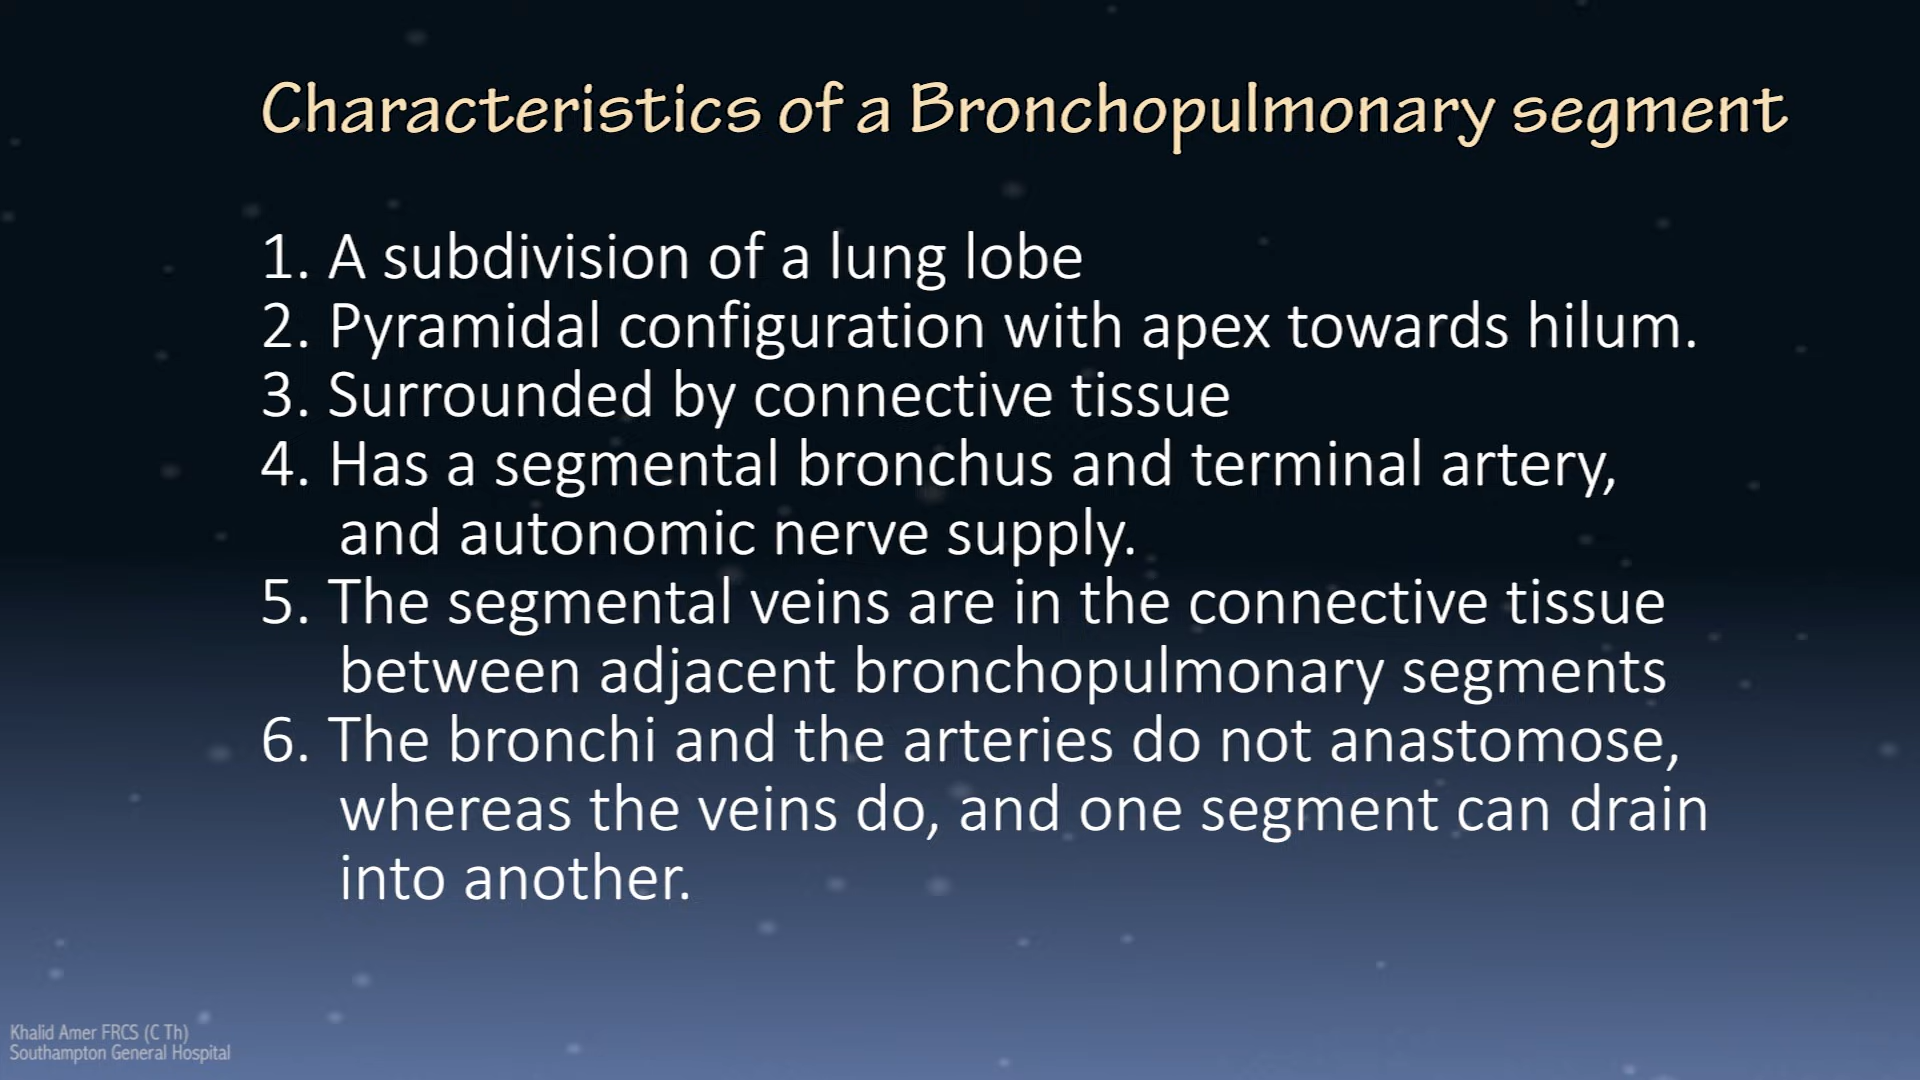 Characteristics of a Bronchopulmonary segment
1. A subdivision of a lung lobe
2. Pyramidal configuration with apex towards hilum.
3. Surrounded by connective tissue
4. Has a segmental bronchus and terminal artery,
and autonomic nerve supply.
5. The segmental veins are in the connective tissue
between adjacent bronchopulmonary segments
6. The bronchi and the arteries do not anastomose,
whereas the veins do, and one segment can drain
into another.
Khalid Amer FRCS (C Th)
Southampton General Hospital